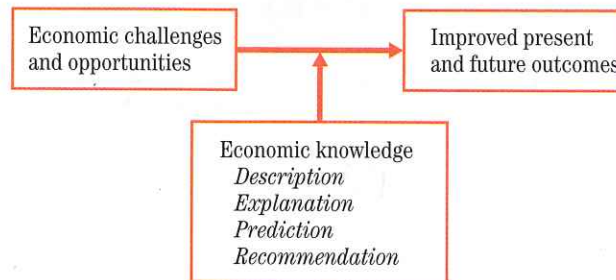 Economic challenges
and opportunities
Improved present
and future outcomes
Economic knowledge
Description
Explanation
Prediction
Recommendation